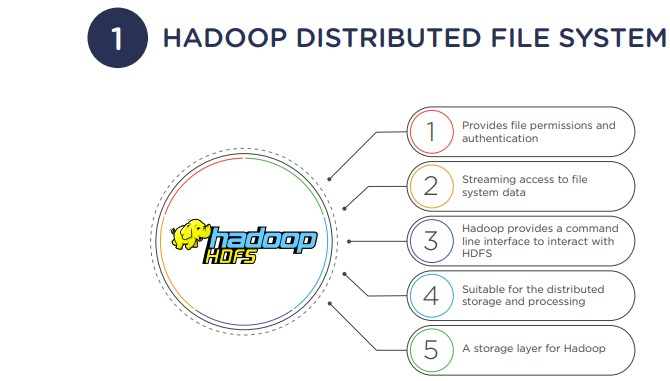 1 HADOOP DISTRIBUTED FILE SYSTEM
hadoop
HDFS
1 Provides file permissions and
authentication
2 Streaming access to file
system data
3 Hadoop provides a command
line interface to interact with
HDFS
4 Suitable for the distributed
storage and processing
5 A storage layer for Hadoop